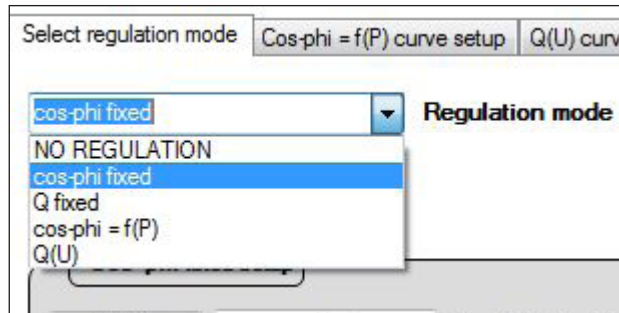 Select regulation mode Cos-phi = f(P) curve setup Q(U) curv
cos-phi fixed Regulation mode
NO REGULATION
cos-phi fixed
Q fixed
cos-phi = f(P)
Q(U)